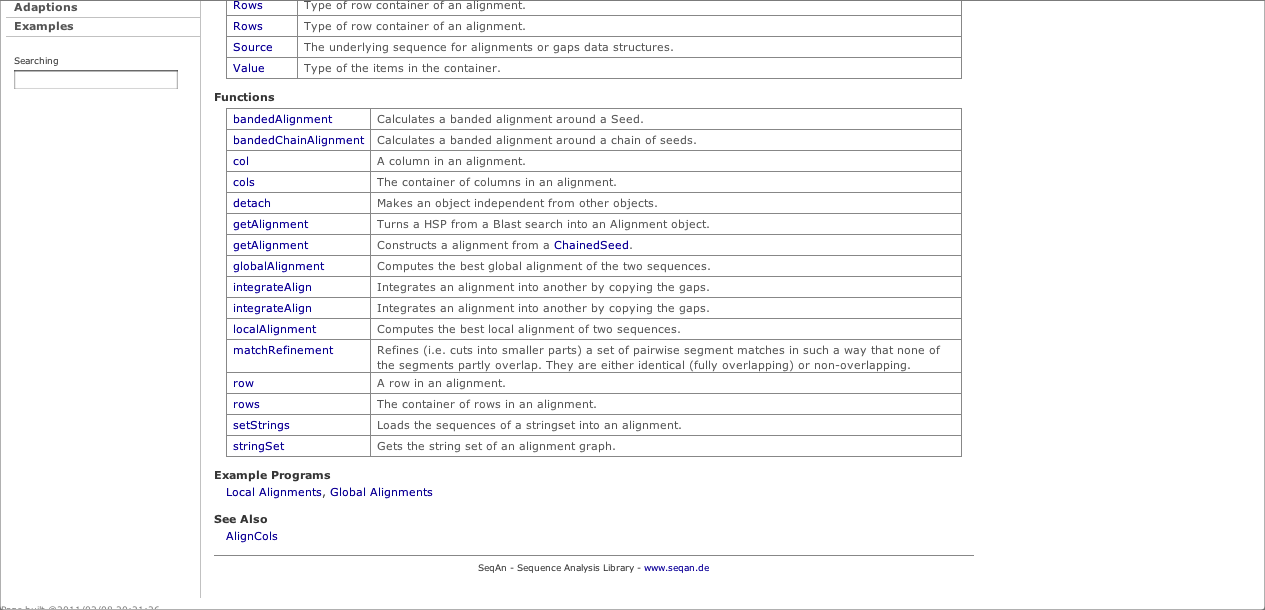 Adaptions
Examples
Searching
Rows Type of row container of an alignment.
Rows Type of row container of an alignment.
Source The underlying sequence for alignments or gaps data structures.
Value Type of the items in the container.
Functions
bandedAlignment Calculates a banded alignment around a Seed.
bandedChainAlignment Calculates a banded alignment around a chain of seeds.
col A column in an alignment.
cols The container of columns in an alignment.
detach Makes an object independent from other objects.
getAlignment Turns a HSP from a Blast search into an Alignment object.
getAlignment Constructs a alignment from a ChainedSeed.
globalAlignment Computes the best global alignment of the two sequences.
integrateAlign Integrates an alignment into another by copying the gaps.
integrateAlign Integrates an alignment into another by copying the gaps.
localAlignment Computes the best local alignment of two sequences.
matchRefinement Refines (i.e. cuts into smaller parts) a set of pairwise segment matches in such a way that none of
the segments partly overlap. They are either identical (fully overlapping) or non-overlapping.
row A row in an alignment.
rows The container of rows in an alignment.
setStrings Loads the sequences of a stringset into an alignment.
stringSet Gets the string set of an alignment graph.
Example Programs
Local Alignments, Global Alignments
See Also
AlignCols
SeqAn - Sequence Analysis Library - www.seqan.de